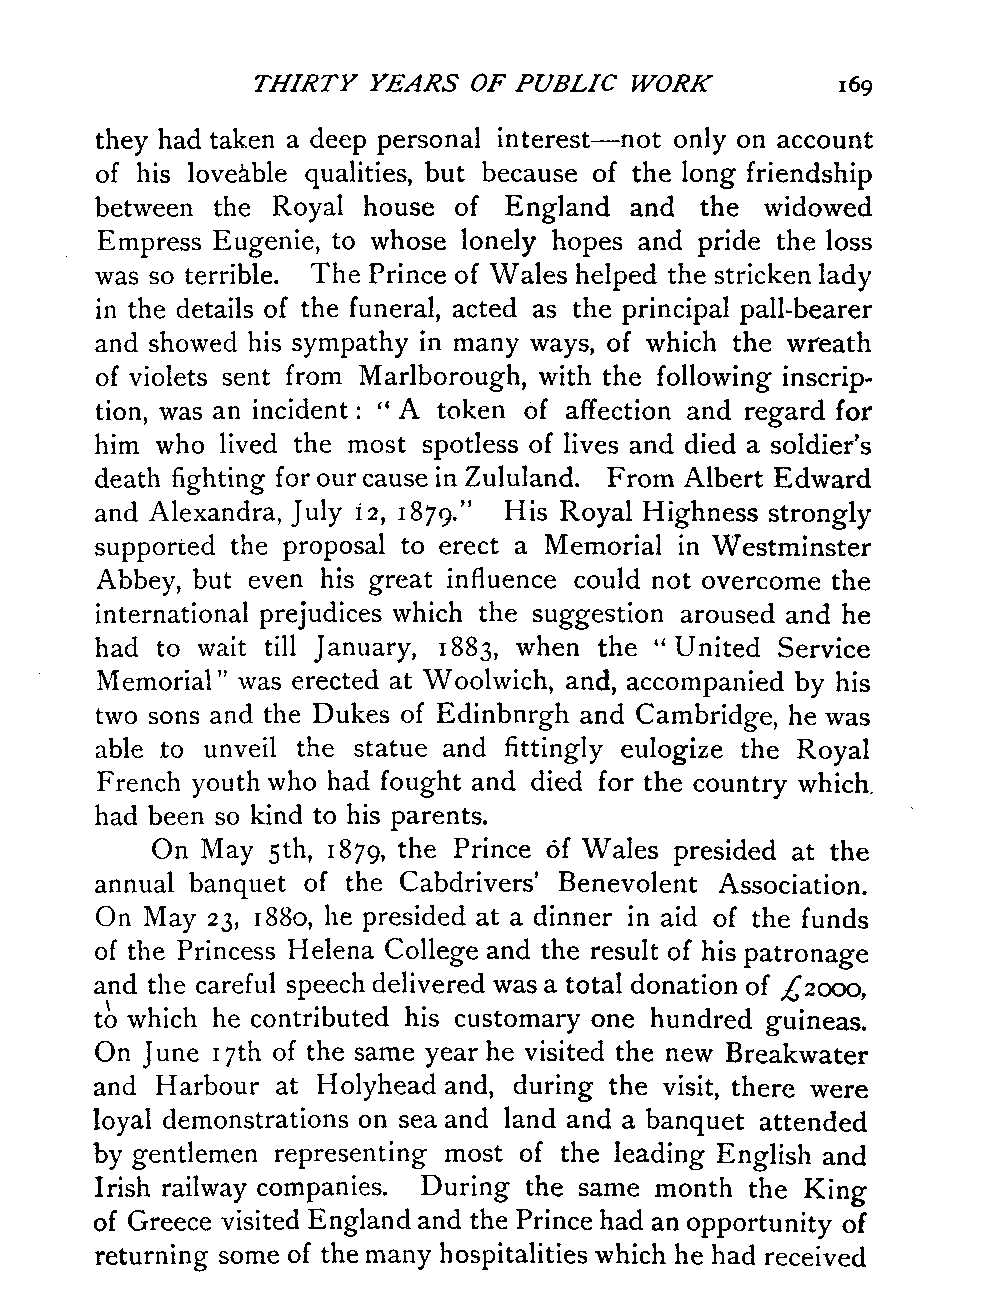 THIRTY YEARS OF PUBLIC WORK 169
they had taken a deep personal interest—not only on account
of his loveable qualities, but because of the long friendship
between the Royal house of England and the widowed
Empress Eugenie, to whose lonely hopes and pride the loss
was so terrible. The Prince of Wales helped the stricken lady
in the details of the funeral, acted as the principal pall-bearer
and showed his sympathy in many ways, of which the wreath
of violets sent from Marlborough, with the following inscrip-
tion, was an incident : “ A token of affection and regard for
him who lived the most spotless of lives and died a soldier's
death fighting for our cause in Zululand. From Albert Edward
and Alexandra, July 12, 1879.” His Royal Highness strongly
supported the proposal to erect a Memorial in Westminster
Abbey, but even his great influence could not overcome the
international prejudices which the suggestion aroused and he
had to wait till January, 1883, when the “ United Service
Memorial ” was erected at Woolwich, and, accompanied by his
two sons and the Dukes of Edinbnrgh and Cambridge, he was
able to unveil the statue and fittingly eulogize the Royal
French youth who had fought and died for the country which
had been so kind to his parents.
On May 5th, 1879, the Prince of Wales presided at the
annual banquet of the Cabdrivers' Benevolent Association.
On May 23, 1880, he presided at a dinner in aid of the funds
of the Princess Helena College and the result of his patronage
and the careful speech delivered was a total donation of £2000,
to which he contributed his customary one hundred guineas.
On June 17th of the same year he visited the new Breakwater
and Harbour at Holyhead and, during the visit, there were
loyal demonstrations on sea and land and a banquet attended
by gentlemen representing most of the leading English and
Irish railway companies. During the same month the King
of Greece visited England and the Prince had an opportunity of
returning some of the many hospitalities which he had received